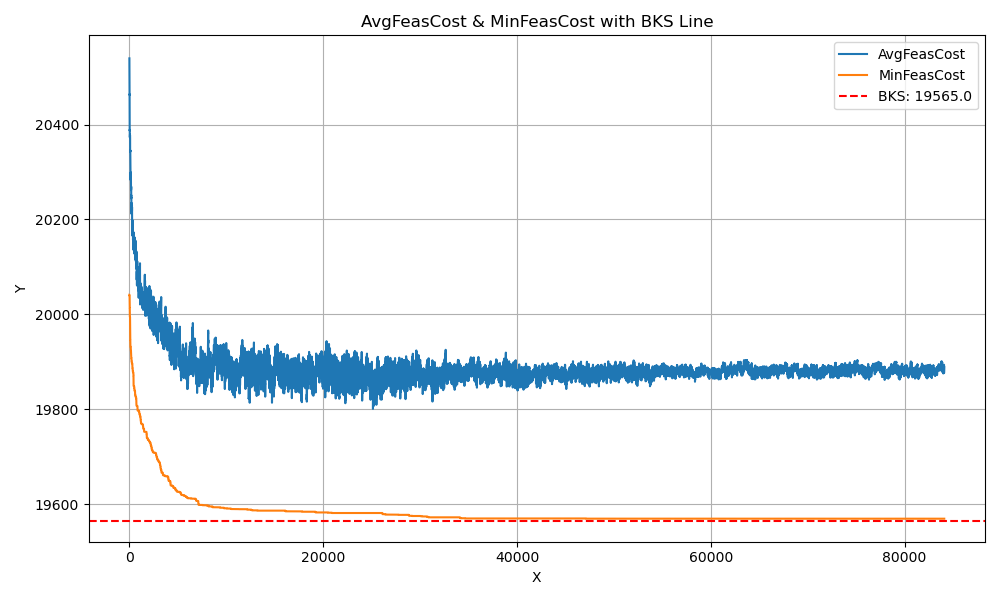 AvgFeasCost & MinFeasCost with BKS Line
AvgFeasCost
MinFeasCost
BKS: 19565.0
20400
20200
20000
19800
19600
Y
0
20000
40000
60000
80000
X